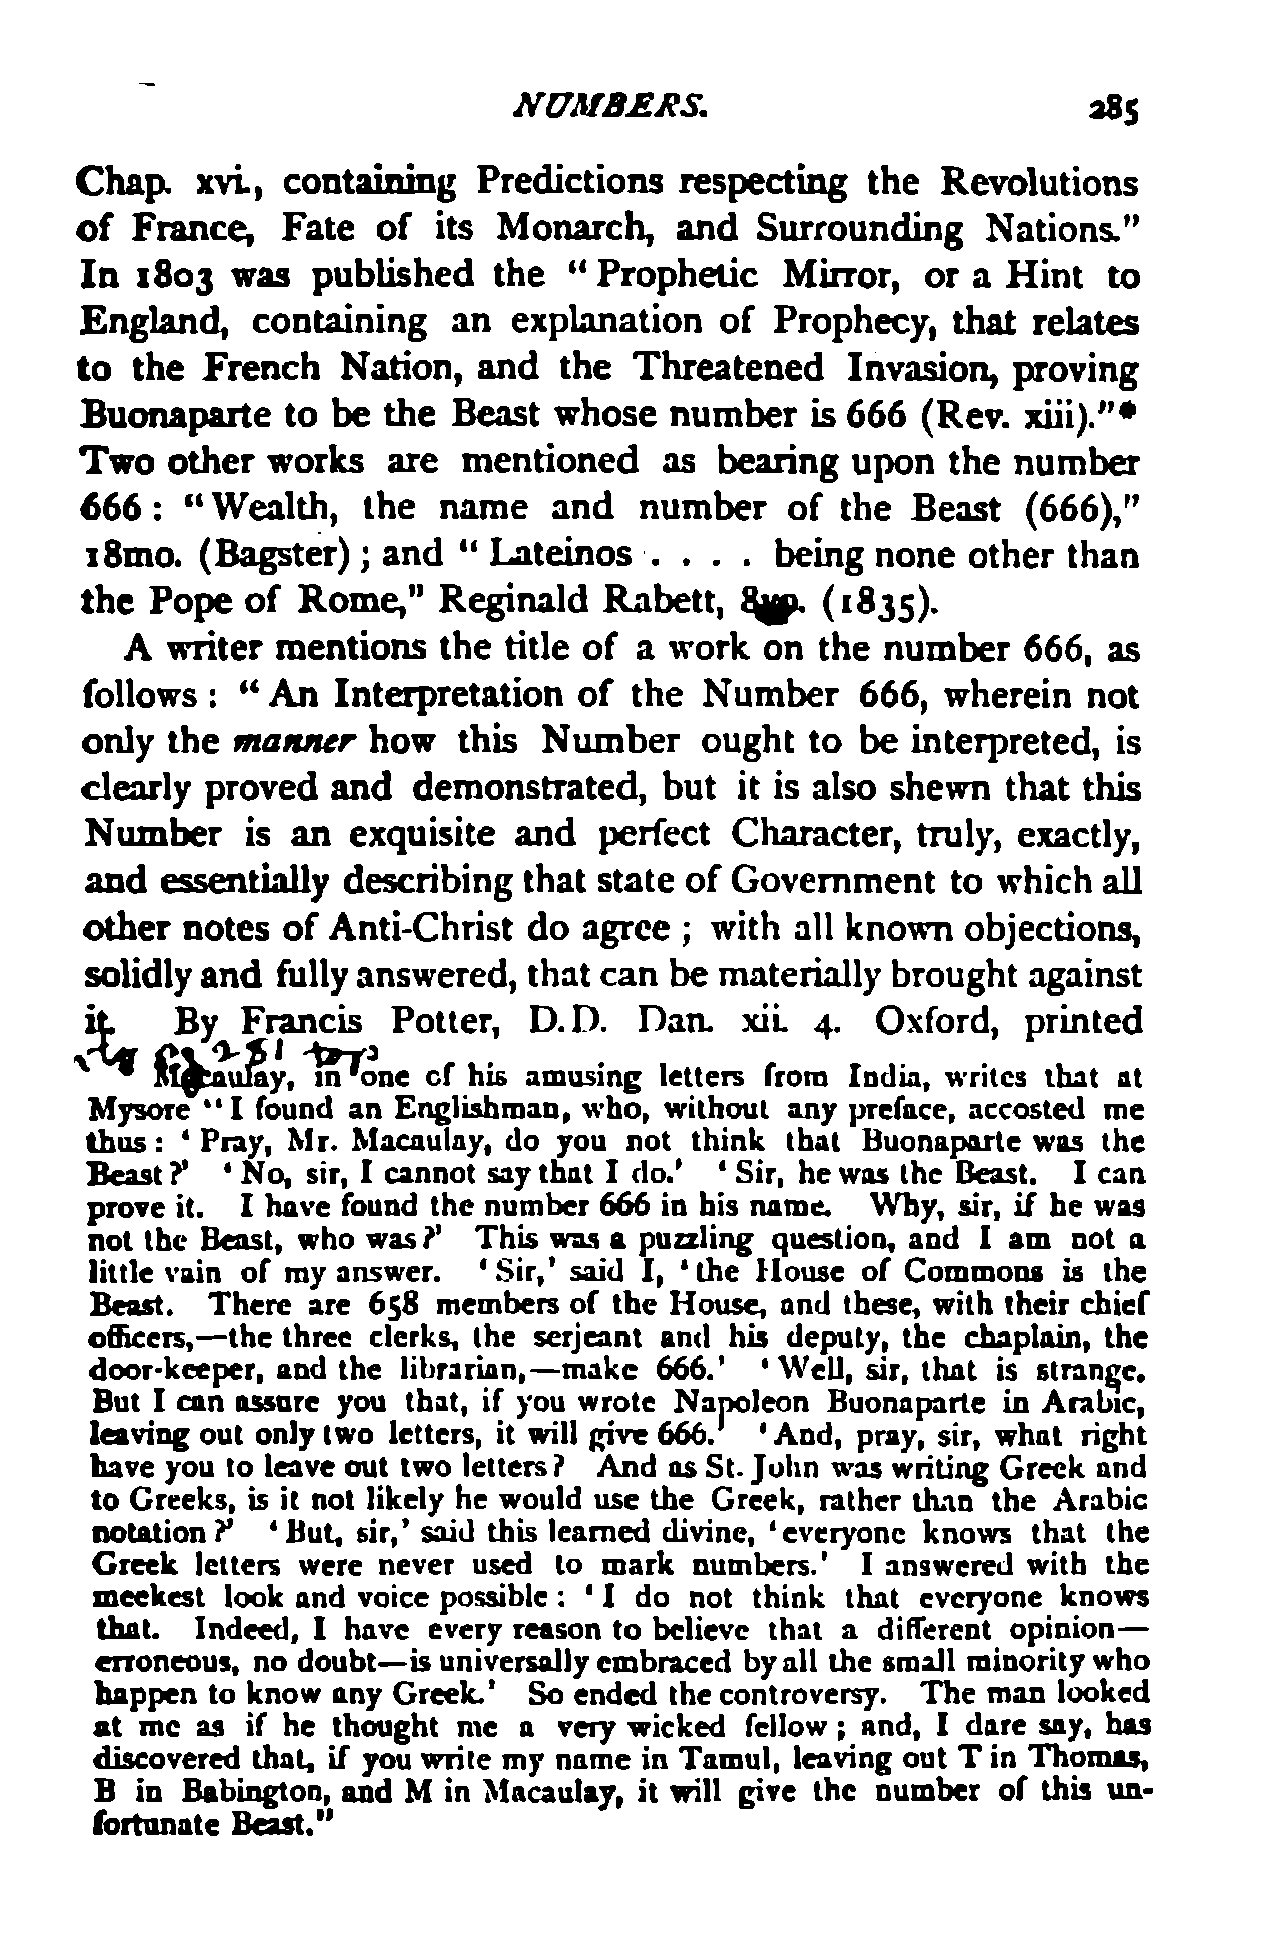 NUMBERS. 285
Chap. xvi., containing Predictions respecting the Revolutions
of France, Fate of its Monarch, and Surrounding Nations."
In 1803 was published the "Prophetic Mirror, or a Hint to
England, containing an explanation of Prophecy, that relates
to the French Nation, and the Threatened Invasion, proving
Buonaparte to be the Beast whose number is 666 (Rev. xiii)."*
Two other works are mentioned as bearing upon the number
666: "Wealth, the name and number of the Beast (666),"
18mo. (Bagster); and "Lateinos . . . . being none other than
the Pope of Rome," Reginald Rabett, 8vo. (1835).
A writer mentions the title of a work on the number 666, as
follows: "An Interpretation of the Number 666, wherein not
only the manner how this Number ought to be interpreted, is
clearly proved and demonstrated, but it is also shewn that this
Number is an exquisite and perfect Character, truly, exactly,
and essentially describing that state of Government to which all
other notes of Anti-Christ do agree; with all known objections,
solidly and fully answered, that can be materially brought against
it. By Francis Potter, D.D. Dan. xii. 4. Oxford, printed
Macaulay, in one of his amusing letters from India, writes that at
Mysore "I found an Englishman, who, without any preface, accosted me
thus: 'Pray, Mr. Macaulay, do you not think that Buonaparte was the
Beast?' 'No, sir, I cannot say that I do.' 'Sir, he was the Beast. I can
prove it. I have found the number 666 in his name. Why, sir, if he was
not the Beast, who was?' This was a puzzling question, and I am not a
little vain of my answer. 'Sir,' said I, 'the House of Commons is the
Beast. There are 658 members of the House, and these, with their chief
officers,—the three clerks, the serjeant and his deputy, the chaplain, the
door-keeper, and the librarian,—make 666.' 'Well, sir, that is strange.
But I can assure you that, if you wrote Napoleon Buonaparte in Arabic,
leaving out only two letters, it will give 666.' 'And, pray, sir, what right
have you to leave out two letters? And as St. John was writing Greek and
to Greeks, is it not likely he would use the Greek, rather than the Arabic
notation?' 'But, sir,' said this learned divine, 'everyone knows that the
Greek letters were never used to mark numbers.' I answered with the
meekest look and voice possible: 'I do not think that everyone knows
that. Indeed, I have every reason to believe that a different opinion—
erroneous, no doubt—is universally embraced by all the small minority who
happen to know any Greek.' So ended the controversy. The man looked
at me as if he thought me a very wicked fellow; and, I dare say, has
discovered that, if you write my name in Tamul, leaving out T in Thomas,
B in Babington, and M in Macaulay, it will give the number of this un-
fortunate Beast."